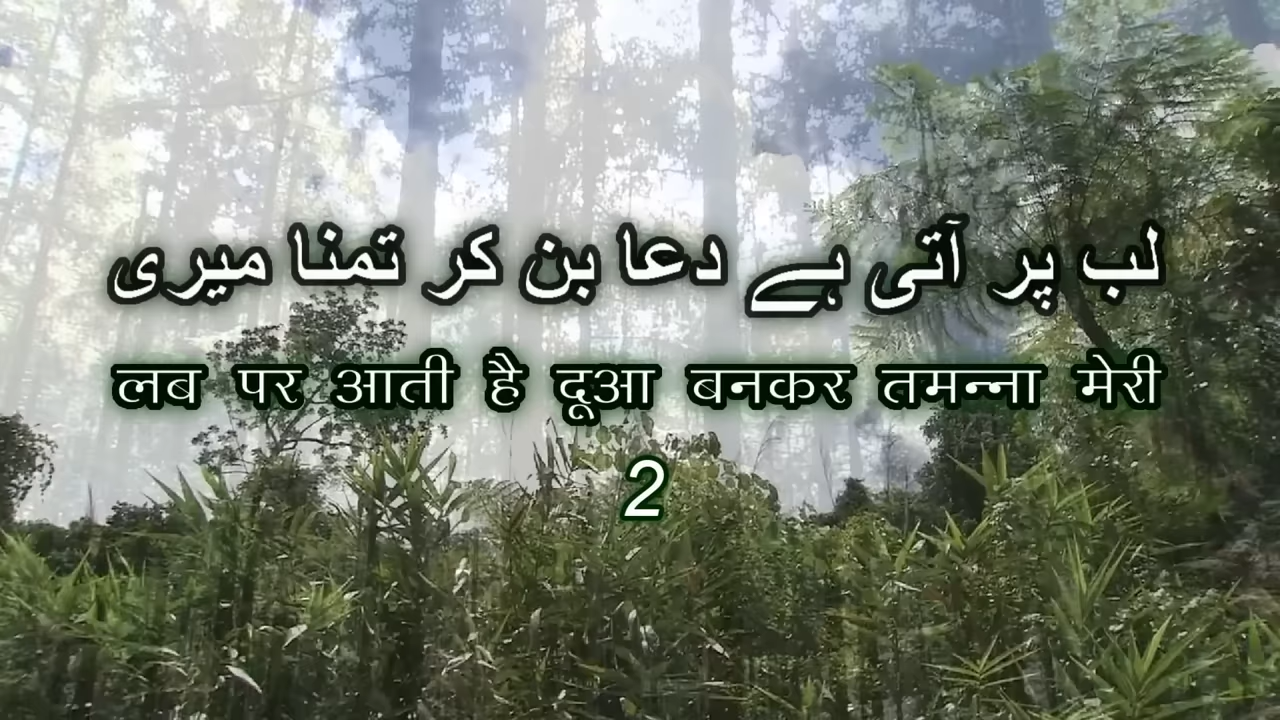 لب پر آتی ہے دعا بن کر تمنا میری
लब पर आती है दूआ बनकर तमन्ना मेरी
2